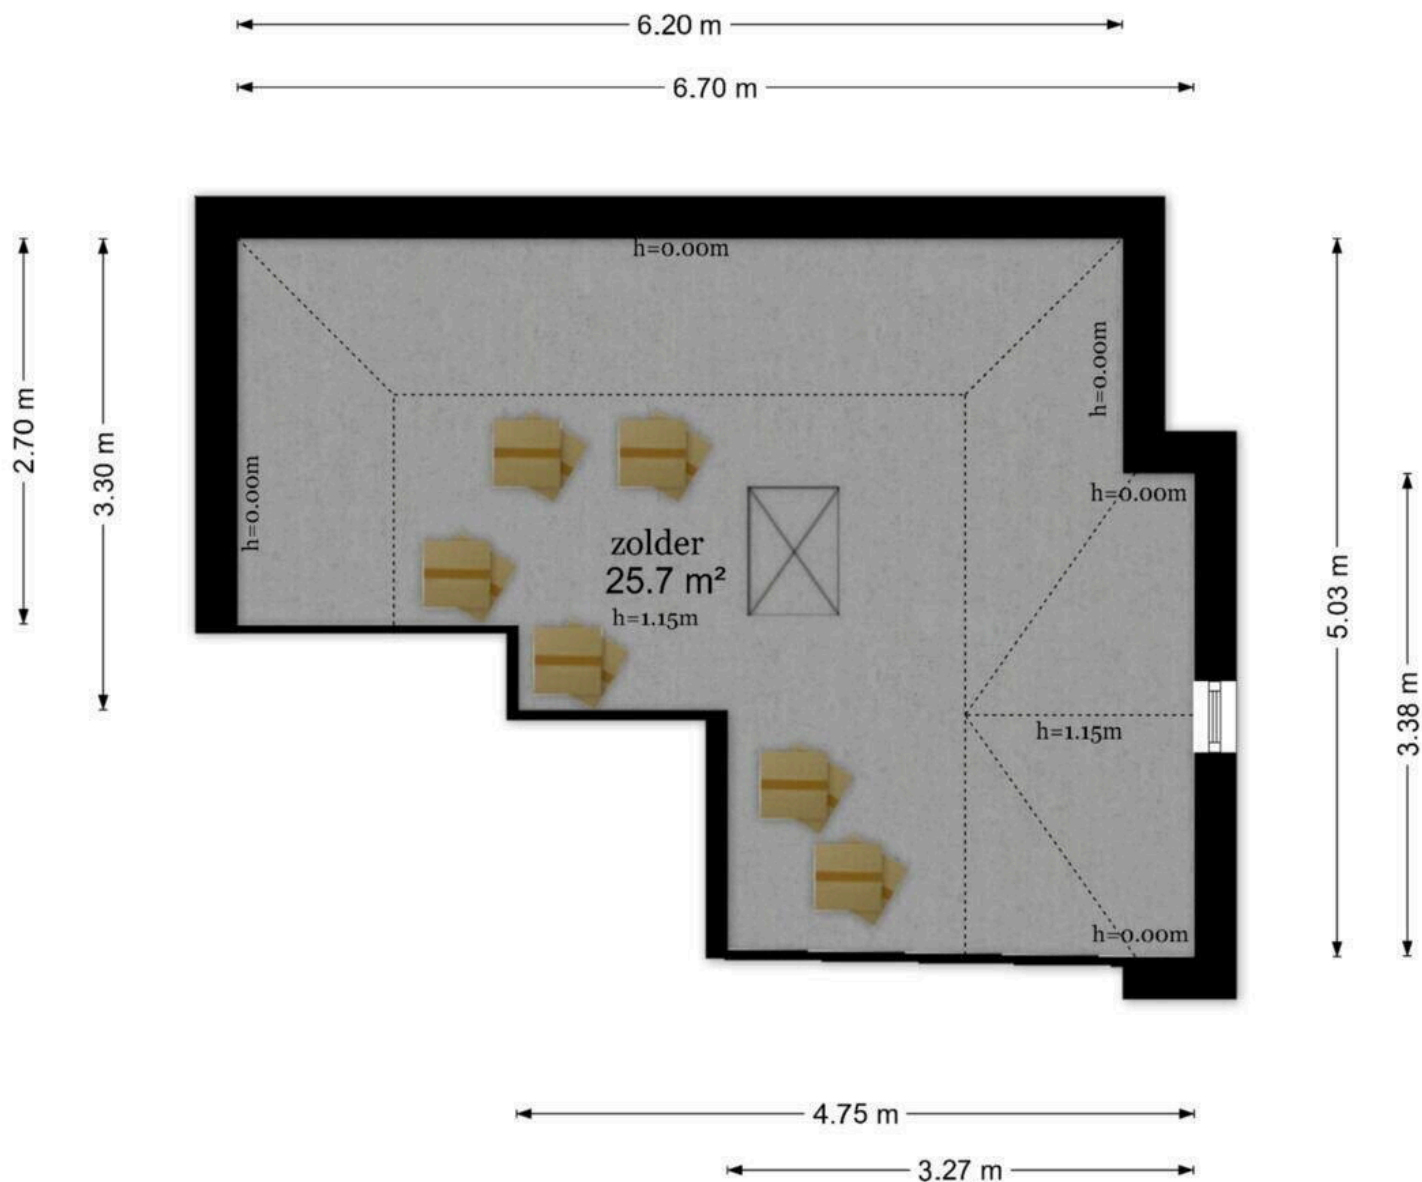 6.20 m
6.70 m
h=0.00m
2.70 m
3.30 m
h=0.00m
h=0.00m
h=0.00m
zolder
25.7 m²
h=1.15m
5.03 m
3.38 m
h=1.15m
h=0.00m
4.75 m
3.27 m